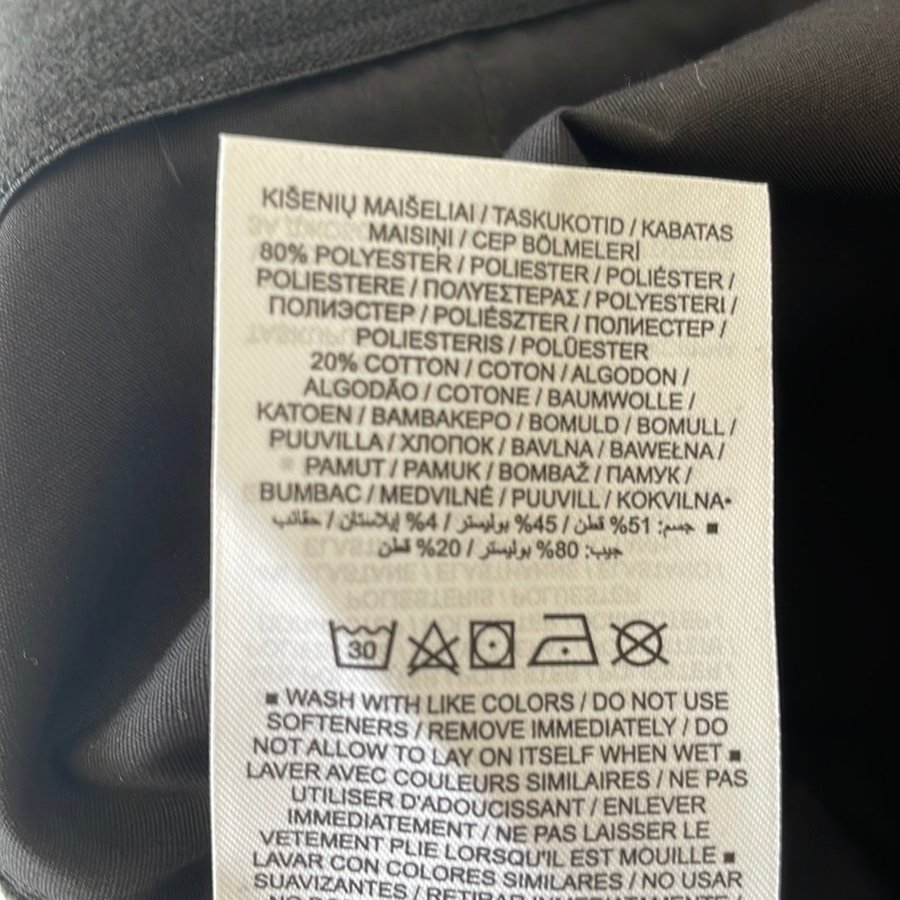 KIŠENIŲ MAIŠELIAI / TASKUKOTID / KABATAS
MAISIŅI / CEP BÖLMELERİ
80% POLYESTER / POLIESTER / POLIÉSTER /
POLIESTERE / ΠΟΛΥΕΣΤΕΡΑΣ / POLYESTERI /
ПОЛИЭСТЕР / POLIÉSZTER / ПОЛИЕСТЕР /
POLIESTERIS / POLÜESTER
20% COTTON / COTON / ALGODON /
ALGODÃO / COTONE / BAUMWOLLE /
KATOEN / ΒΑΜΒΑΚΕΡΟ / BOMULD / BOMULL /
PUUVILLA / ХЛОПОК / BAVLNA / BAWEŁNA /
PAMUT / PAMUK / BOMBAŽ / ПАМУК /
BUMBAC / MEDVILNĖ / PUUVILL / KOKVILNA•
■ جسم: 51% قطن / 45% بوليستر / 4% إيلاستان / حقائب
جيب: 80% بوليستر / 20% قطن
30
■ WASH WITH LIKE COLORS / DO NOT USE
SOFTENERS / REMOVE IMMEDIATELY / DO
NOT ALLOW TO LAY ON ITSELF WHEN WET ■
LAVER AVEC COULEURS SIMILAIRES / NE PAS
UTILISER D'ADOUCISSANT / ENLEVER
IMMEDIATEMENT / NE PAS LAISSER LE
VETEMENT PLIE LORSQU'IL EST MOUILLE ■
LAVAR CON COLORES SIMILARES / NO USAR
SUAVIZANTES / RETIRAR INMEDIATAMENTE /